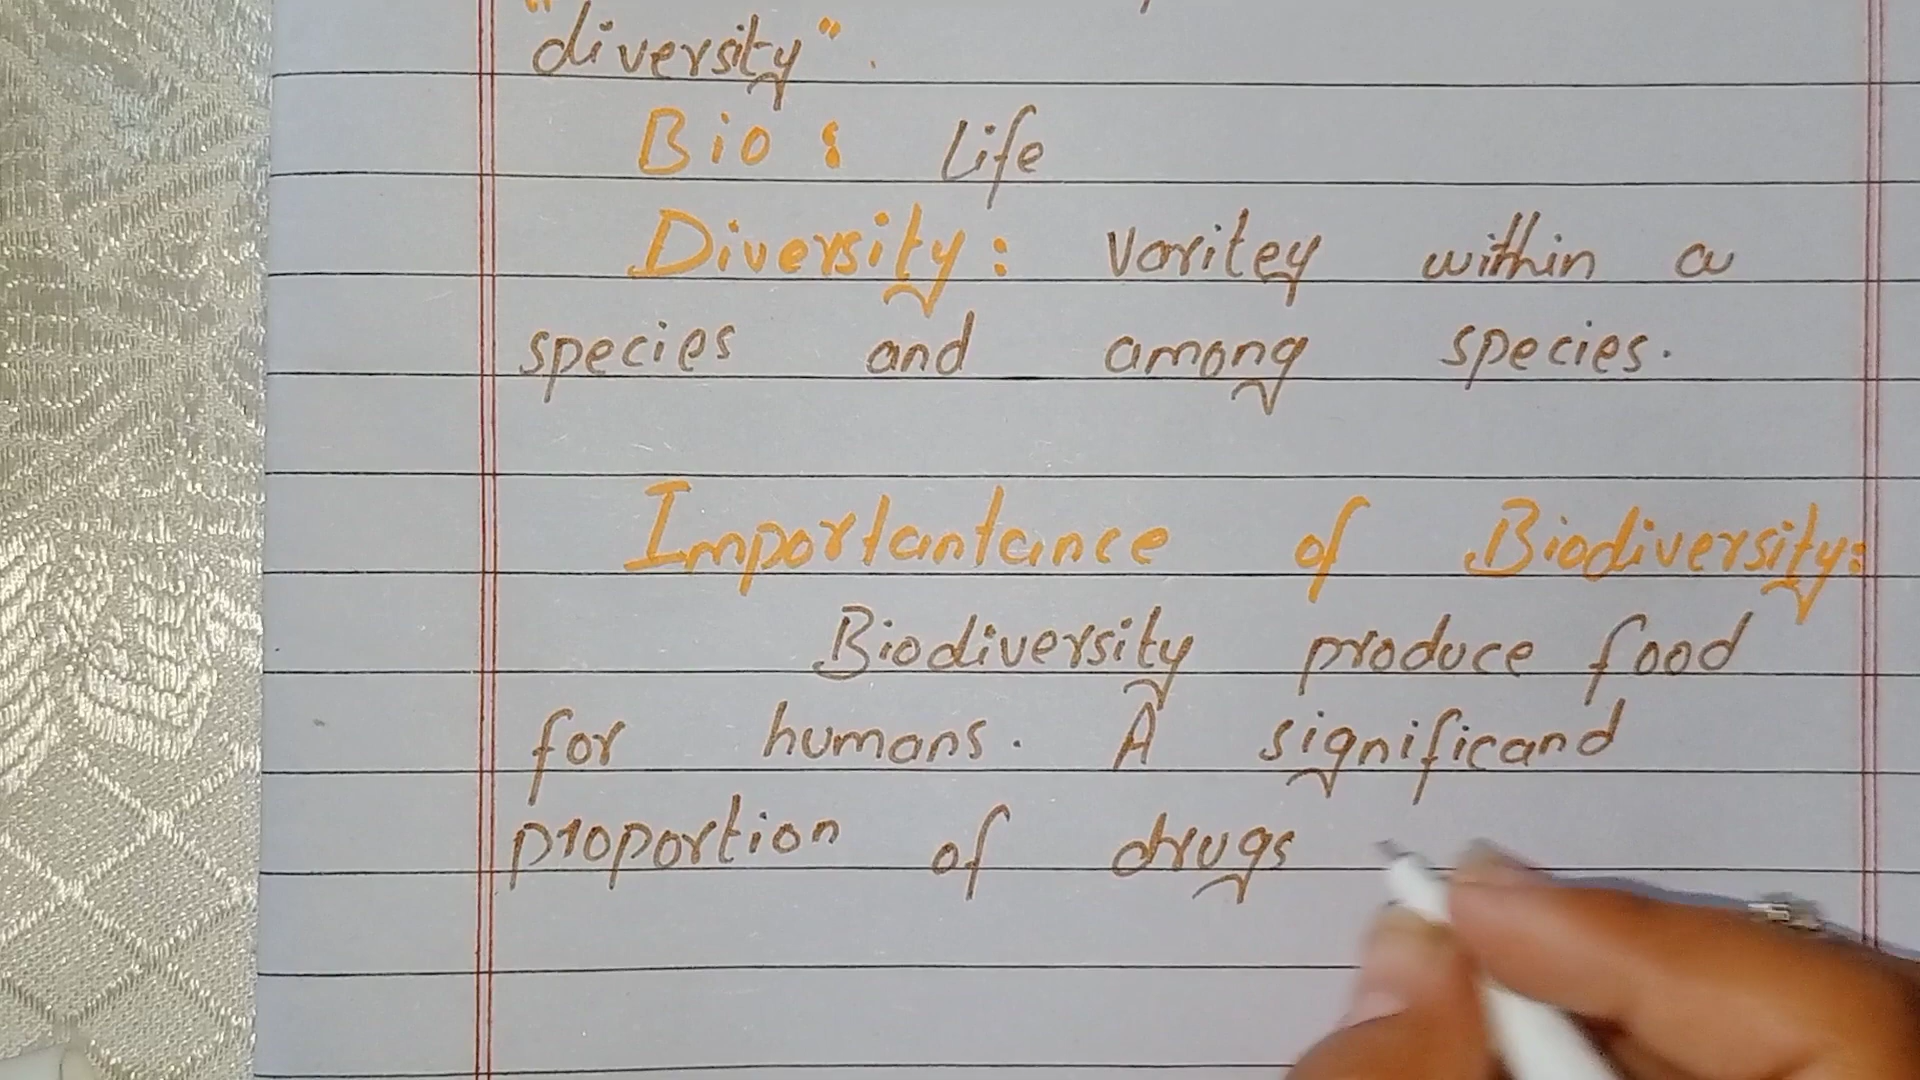 "diversity".
Bio: Life
Diversity: varitey within a
species and among species.
Importantance of Biodiversity:
Biodiversity produce food
for humans. A significand
proportion of drugs